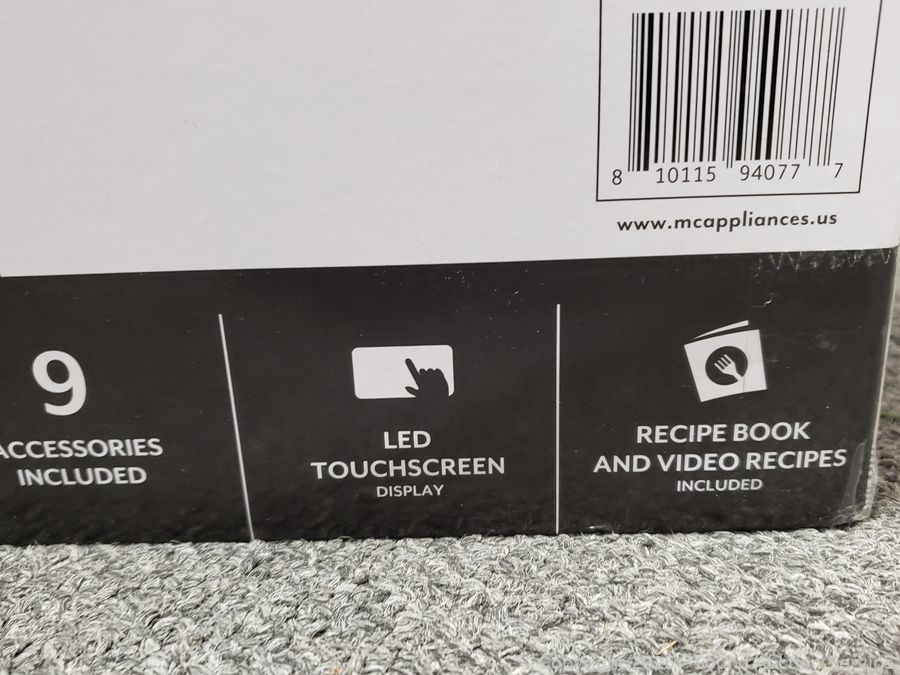 8 10115 94077 7
www.mcappliances.us
9
ACCESSORIES
INCLUDED
LED
TOUCHSCREEN
DISPLAY
RECIPE BOOK
AND VIDEO RECIPES
INCLUDED